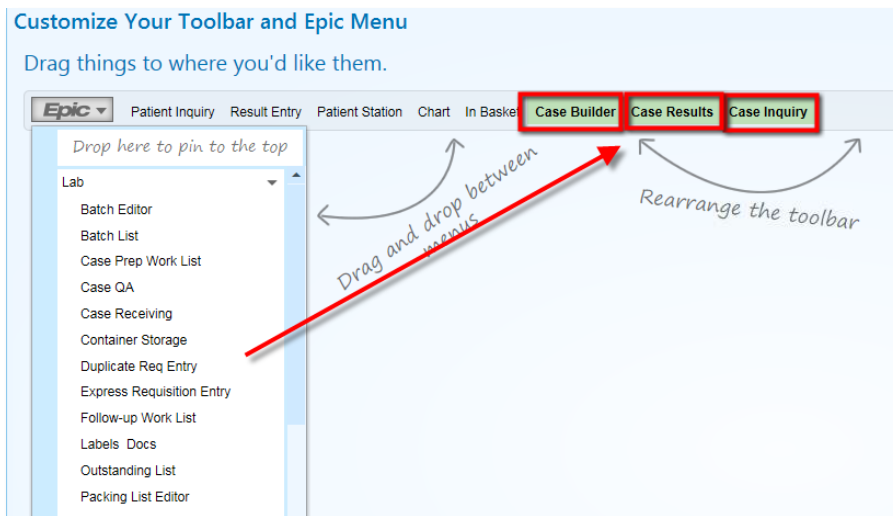 Customize Your Toolbar and Epic Menu
Drag things to where you'd like them.
Epic Patient Inquiry Result Entry Patient Station Chart In Basket Case Builder Case Results Case Inquiry
Drop here to pin to the top
Lab
Batch Editor
Batch List
Case Prep Work List
Case QA
Case Receiving
Container Storage
Duplicate Req Entry
Express Requisition Entry
Follow-up Work List
Labels Docs
Outstanding List
Packing List Editor
Drag and drop between
menus
Rearrange the toolbar